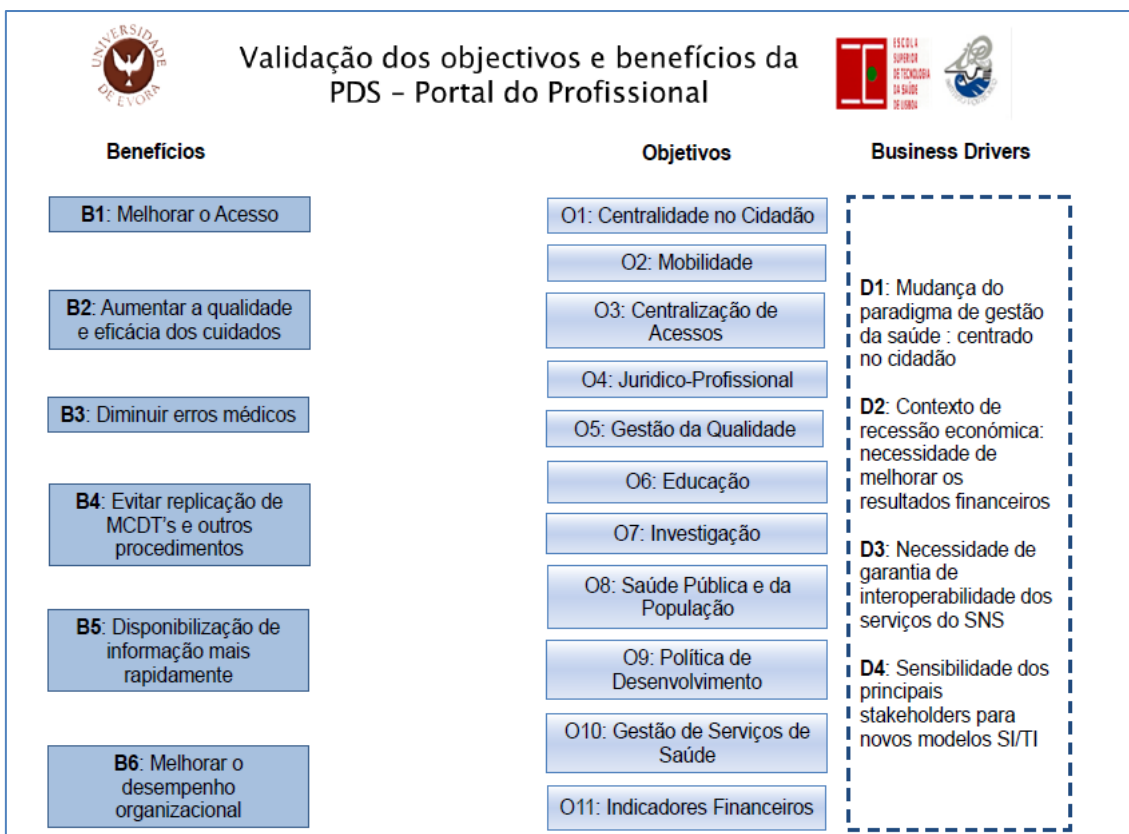 UNIVERSIDADE
DE EVORA
Validação dos objectivos e benefícios da
PDS – Portal do Profissional
ESCOLA
SUPERIOR
DE TECNOLOGIA
DA SAÚDE
DE LISBOA
Benefícios
B1: Melhorar o Acesso
B2: Aumentar a qualidade
e eficácia dos cuidados
B3: Diminuir erros médicos
B4: Evitar replicação de
MCDT's e outros
procedimentos
B5: Disponibilização de
informação mais
rapidamente
B6: Melhorar o
desempenho
organizacional
Objetivos
O1: Centralidade no Cidadão
O2: Mobilidade
O3: Centralização de
Acessos
O4: Juridico-Profissional
O5: Gestão da Qualidade
O6: Educação
O7: Investigação
O8: Saúde Pública e da
População
O9: Política de
Desenvolvimento
O10: Gestão de Serviços de
Saúde
O11: Indicadores Financeiros
Business Drivers
D1: Mudança do
paradigma de gestão
da saúde : centrado
no cidadão
D2: Contexto de
recessão económica:
necessidade de
melhorar os
resultados financeiros
D3: Necessidade de
garantia de
interoperabilidade dos
serviços do SNS
D4: Sensibilidade dos
principais
stakeholders para
novos modelos SI/TI